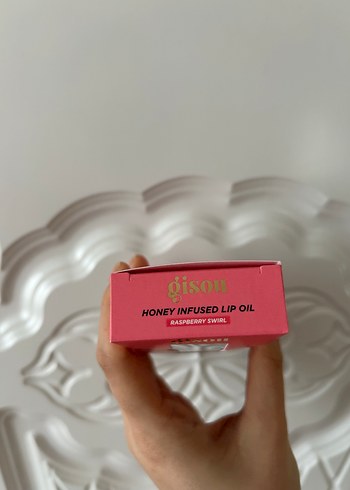 gisou
HONEY INFUSED LIP OIL
RASPBERRY SWIRL